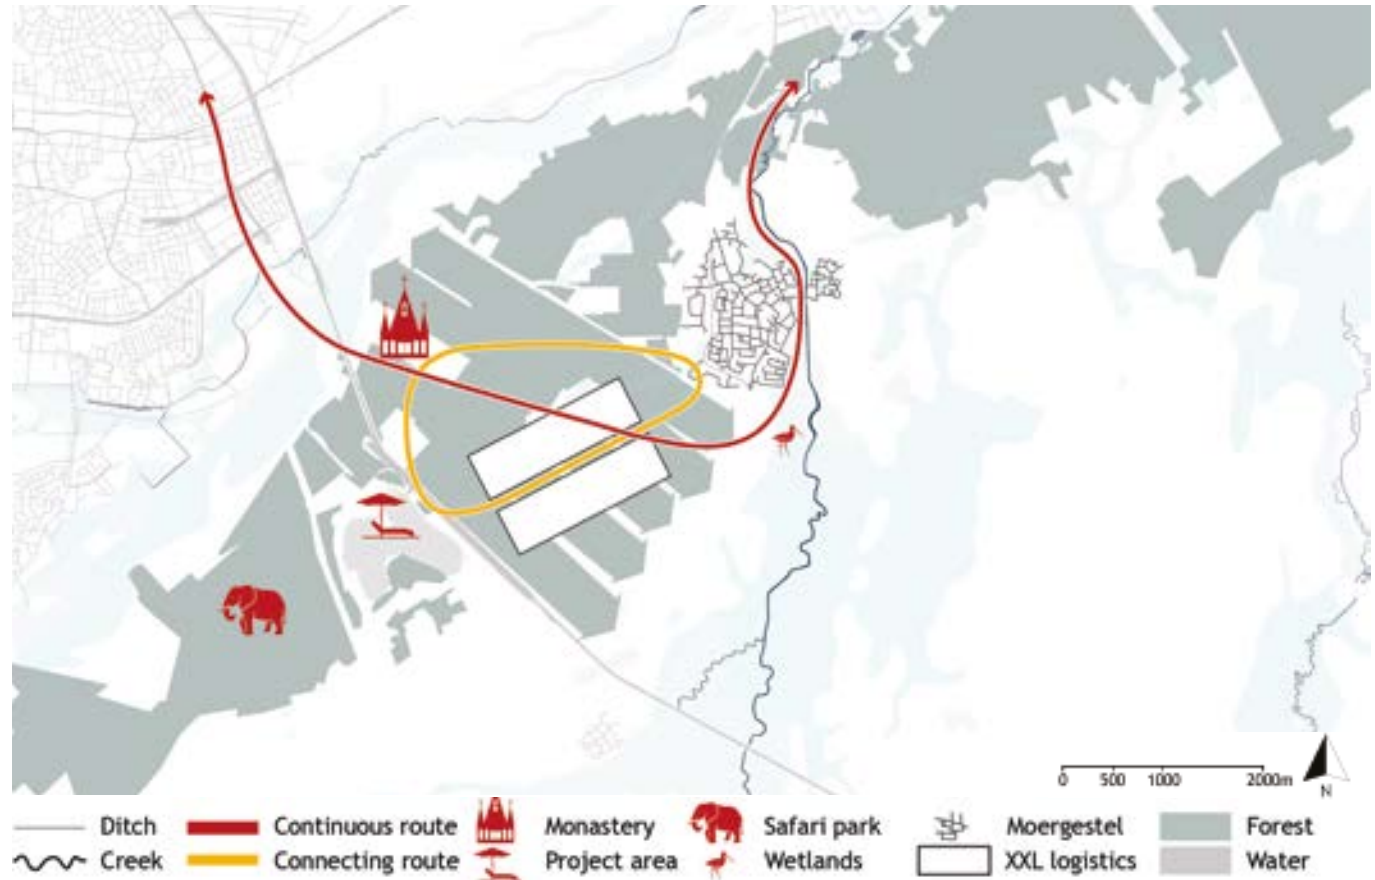 0 500 1000 2000m
N
Ditch Continuous route Monastery Safari park Moergestel Forest
Creek Connecting route Project area Wetlands XXL logistics Water